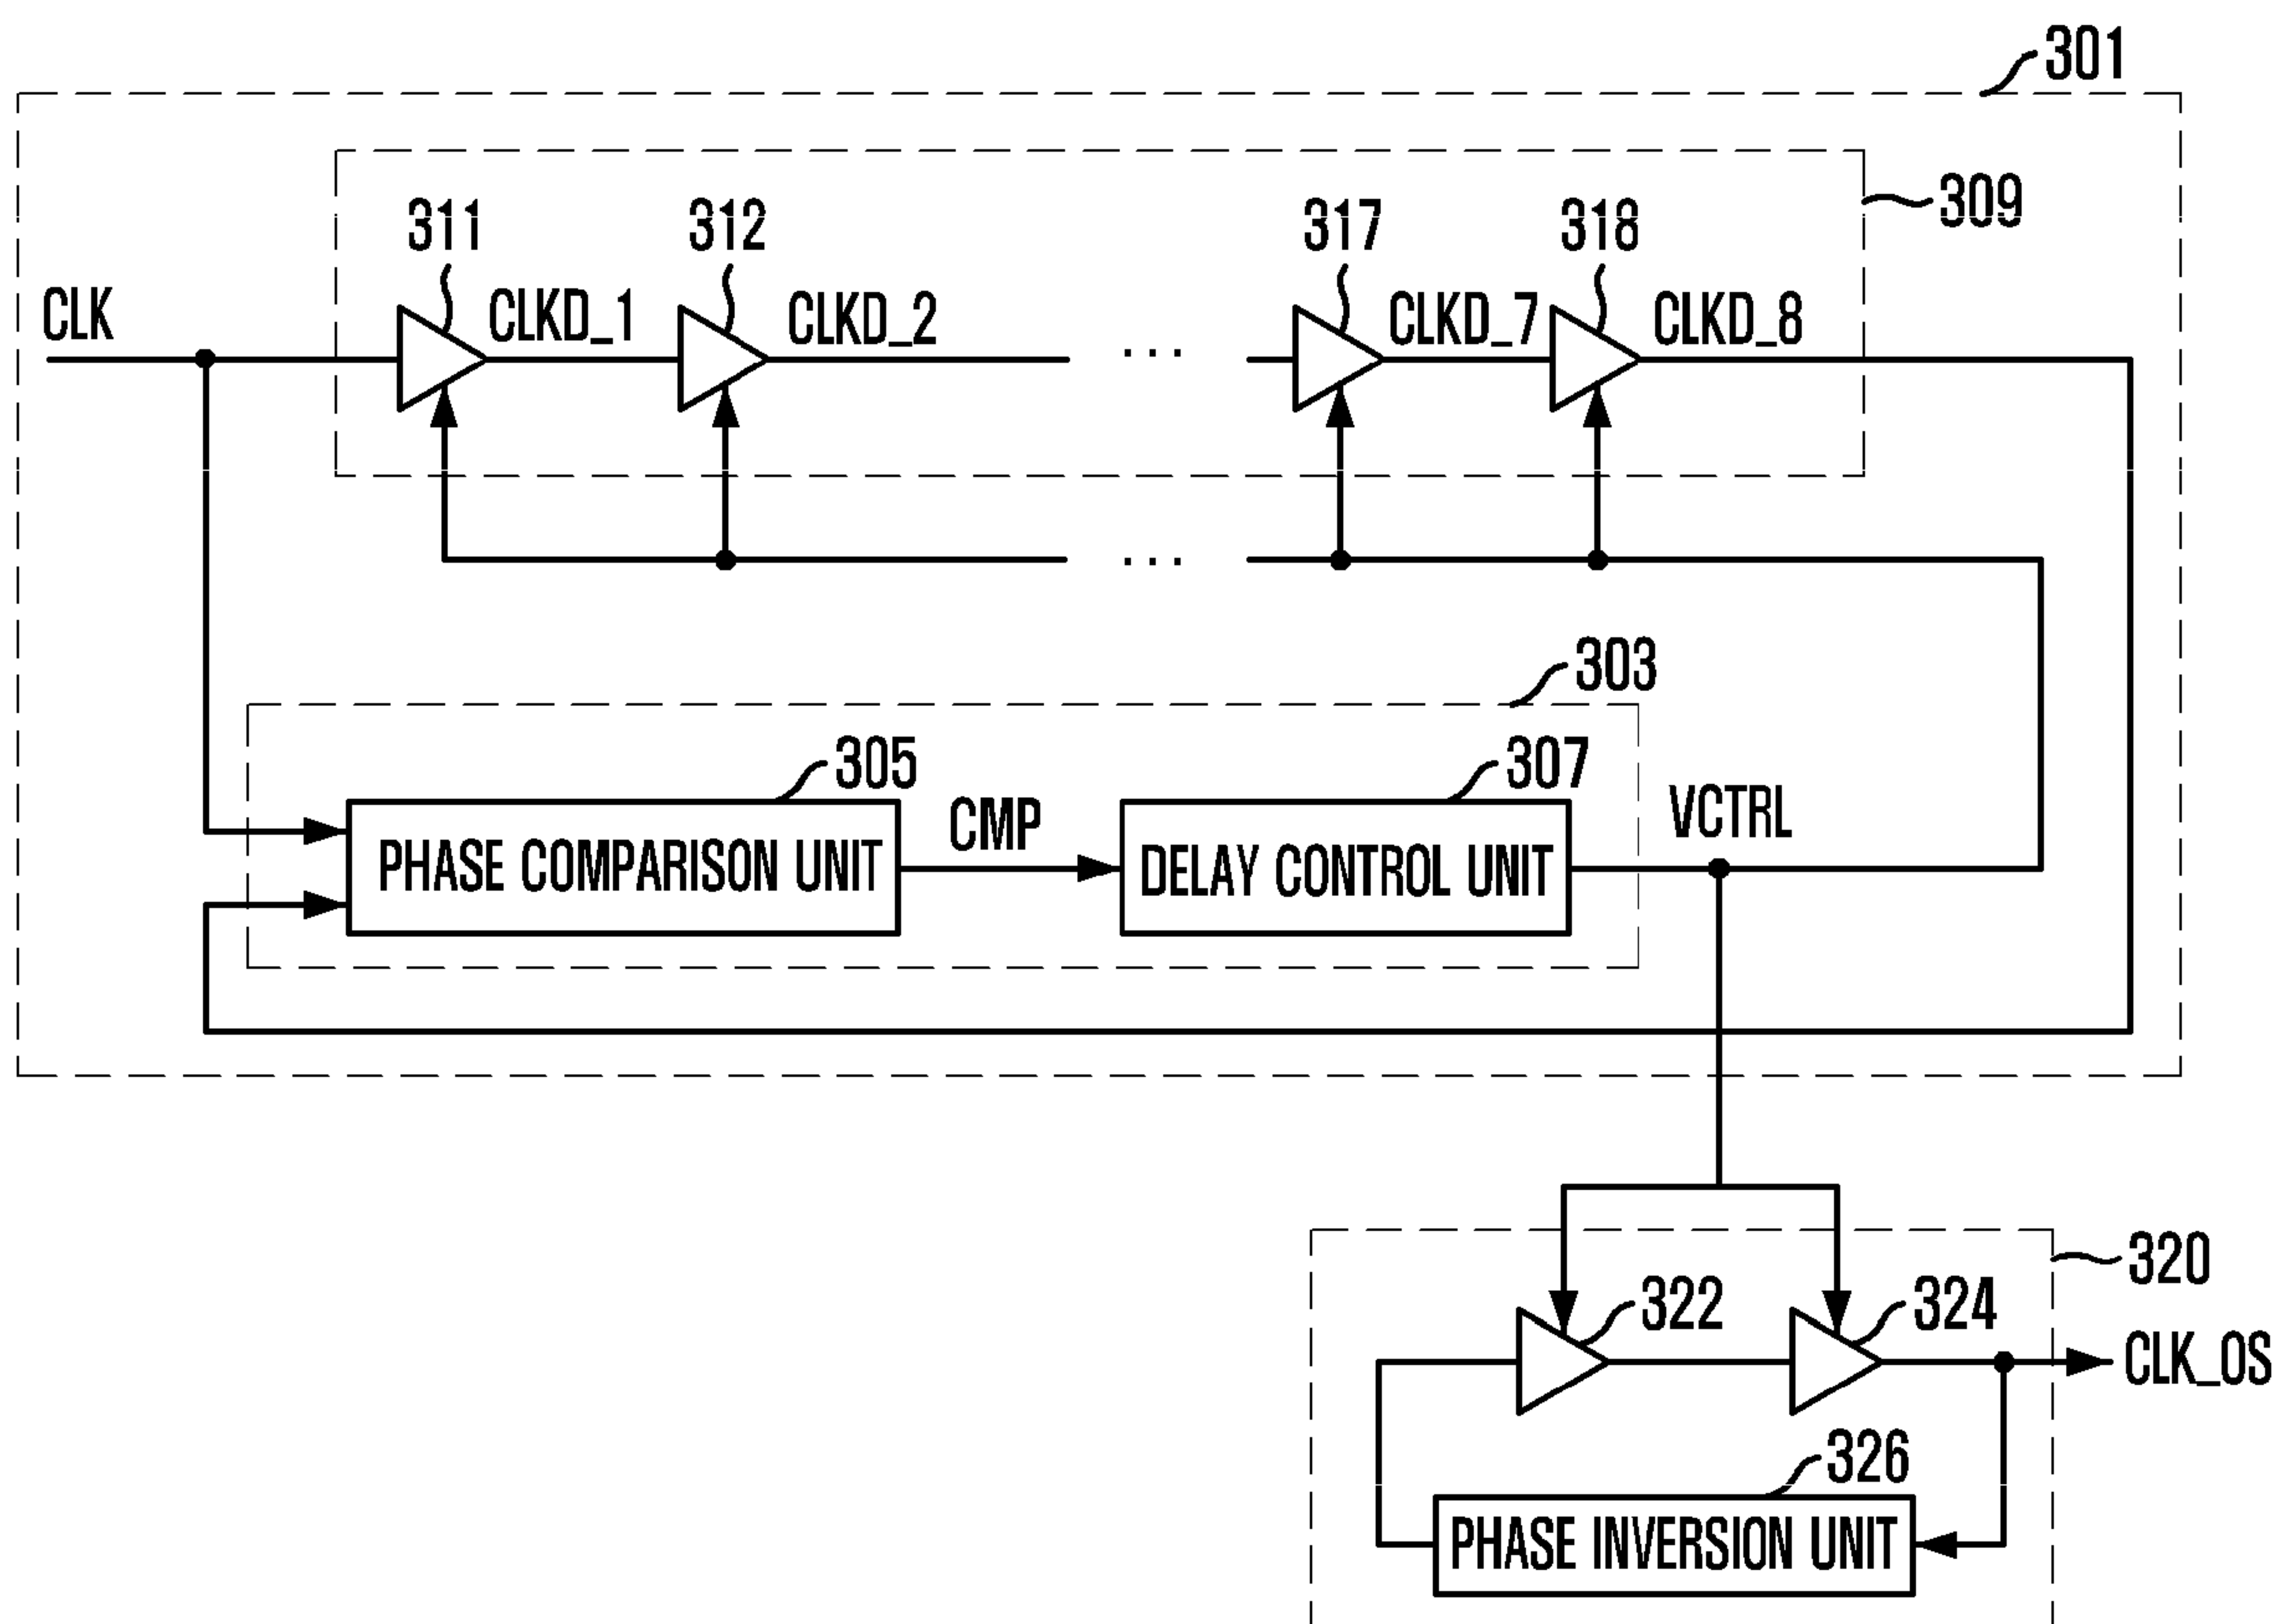 301
309
311
312
317
318
CLK
CLKD_1
CLKD_2
...
CLKD_7
CLKD_8
...
303
305
307
CMP
VCTRL
PHASE COMPARISON UNIT
DELAY CONTROL UNIT
320
322
324
CLK_OS
326
PHASE INVERSION UNIT